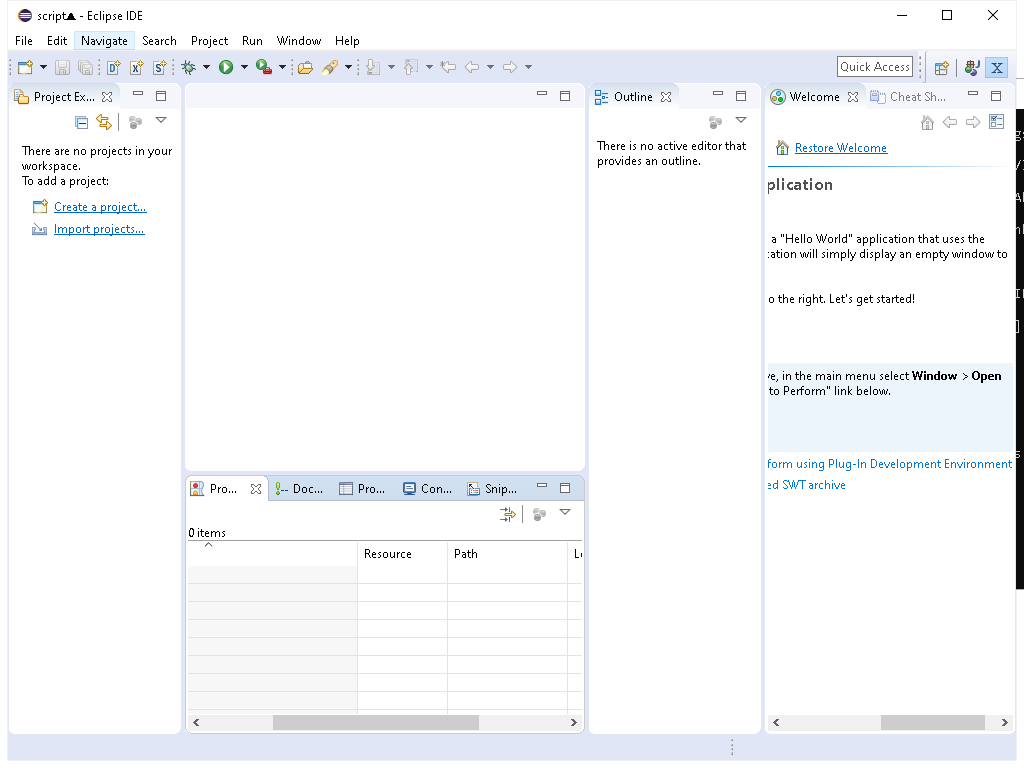 script▲ - Eclipse IDE
File Edit Navigate Search Project Run Window Help
Quick Access
Project Ex...
Outline
Welcome
Cheat Sh...
There are no projects in your
workspace.
To add a project:
Create a project...
Import projects...
There is no active editor that
provides an outline.
Restore Welcome
plication
a "Hello World" application that uses the
cation will simply display an empty window to
o the right. Let's get started!
ve, in the main menu select Window > Open
to Perform" link below.
form using Plug-In Development Environment
ed SWT archive
Pro...
Doc...
Pro...
Con...
Snip...
0 items
Resource Path